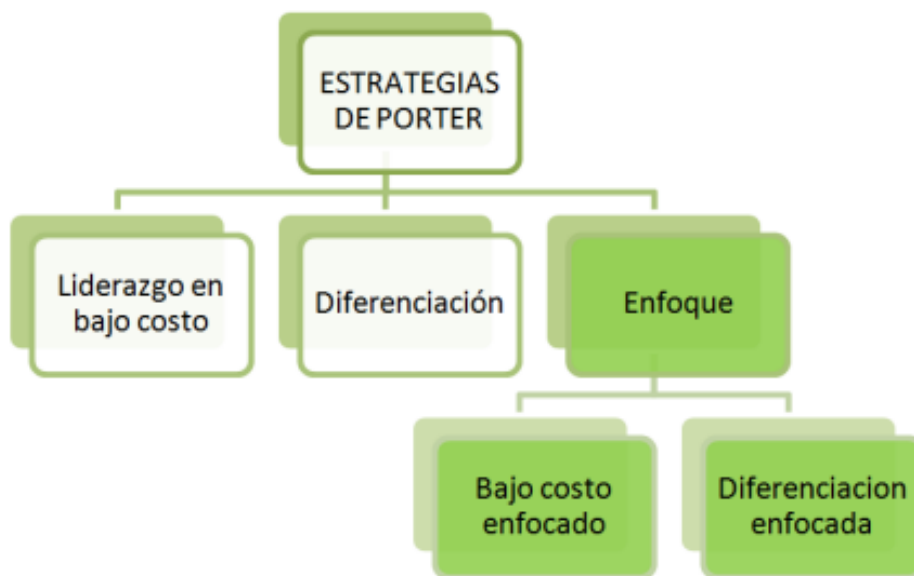 ESTRATEGIAS
DE PORTER
Liderazgo en
bajo costo
Diferenciación
Enfoque
Bajo costo
enfocado
Diferenciacion
enfocada